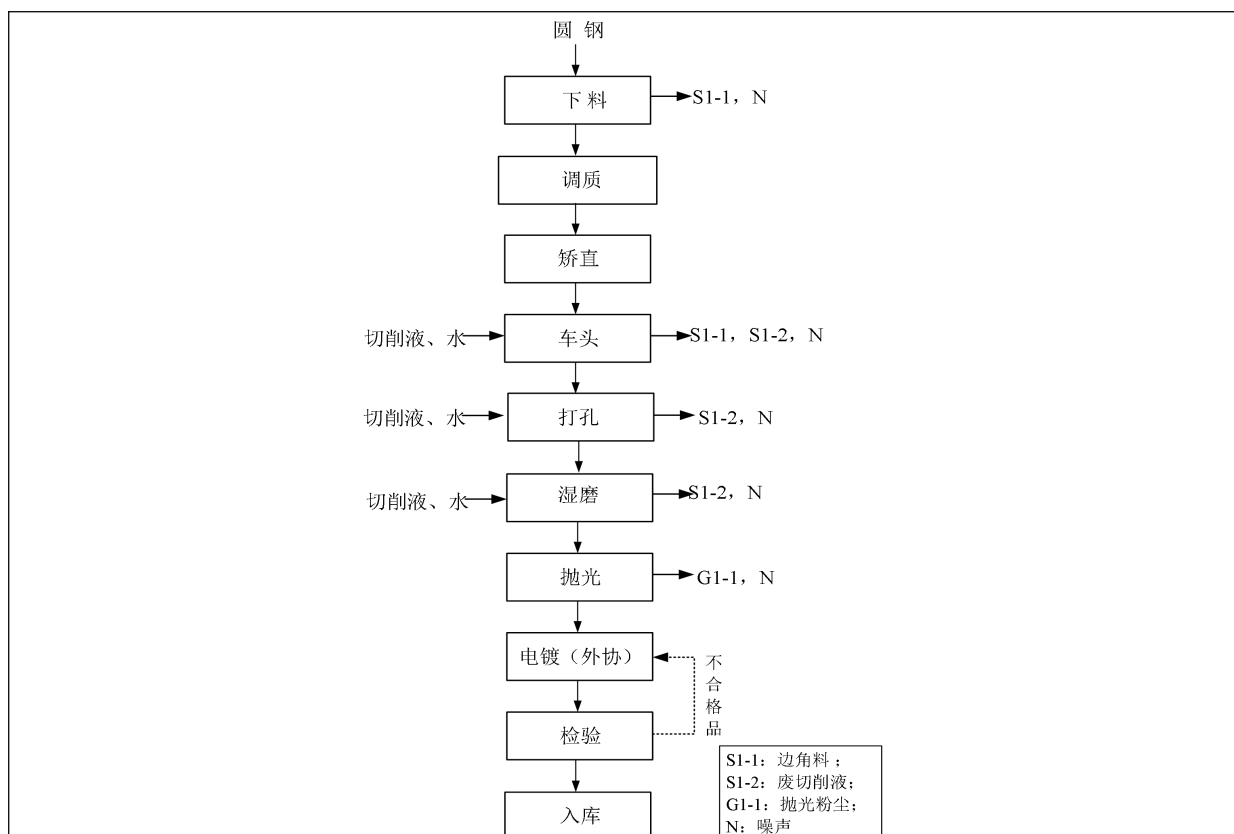 圆 钢
下 料
S1-1，N
调质
矫直
切削液、水
车头
S1-1，S1-2，N
切削液、水
打孔
S1-2，N
切削液、水
湿磨
S1-2，N
抛光
G1-1，N
电镀（外协）
不合格品
检验
入库
S1-1：边角料；
S1-2：废切削液；
G1-1：抛光粉尘；
N：噪声